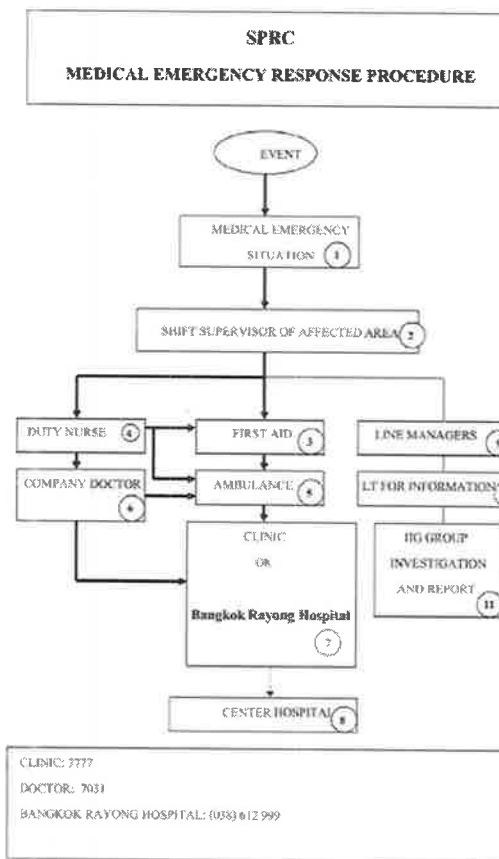 SPRC
MEDICAL EMERGENCY RESPONSE PROCEDURE
EVENT
MEDICAL EMERGENCY
SITUATION 1
SHIFT SUPERVISOR OF AFFECTED AREA 2
DUTY NURSE 4
FIRST AID 3
LINE MANAGERS
COMPANY DOCTOR
6
AMBULANCE 5
LT FOR INFORMATION
CLINIC
OR
Bangkok Rayong Hospital
7
GROUP
INVESTIGATION
AND REPORT 11
CENTER HOSPITAL 8
CLINIC: 7777
DOCTOR: 7031
BANGKOK RAYONG HOSPITAL: (038) 612 999